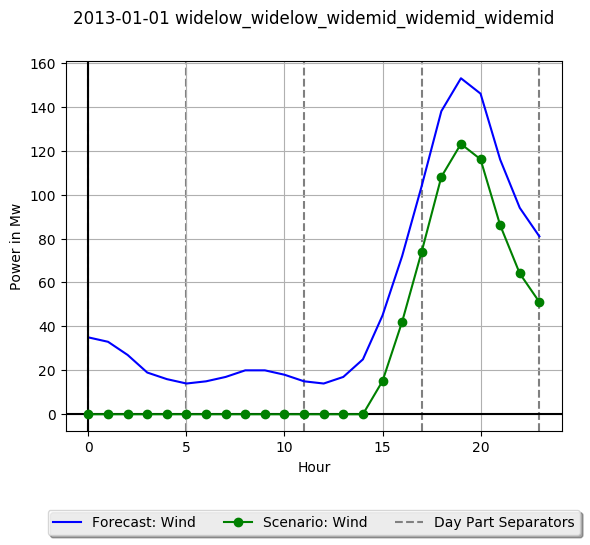 2013-01-01 widelow_widelow_widemid_widemid_widemid
160
140
120
100
80
60
40
20
0
Power in Mw
0 5 10 15 20
Hour
Forecast: Wind Scenario: Wind Day Part Separators